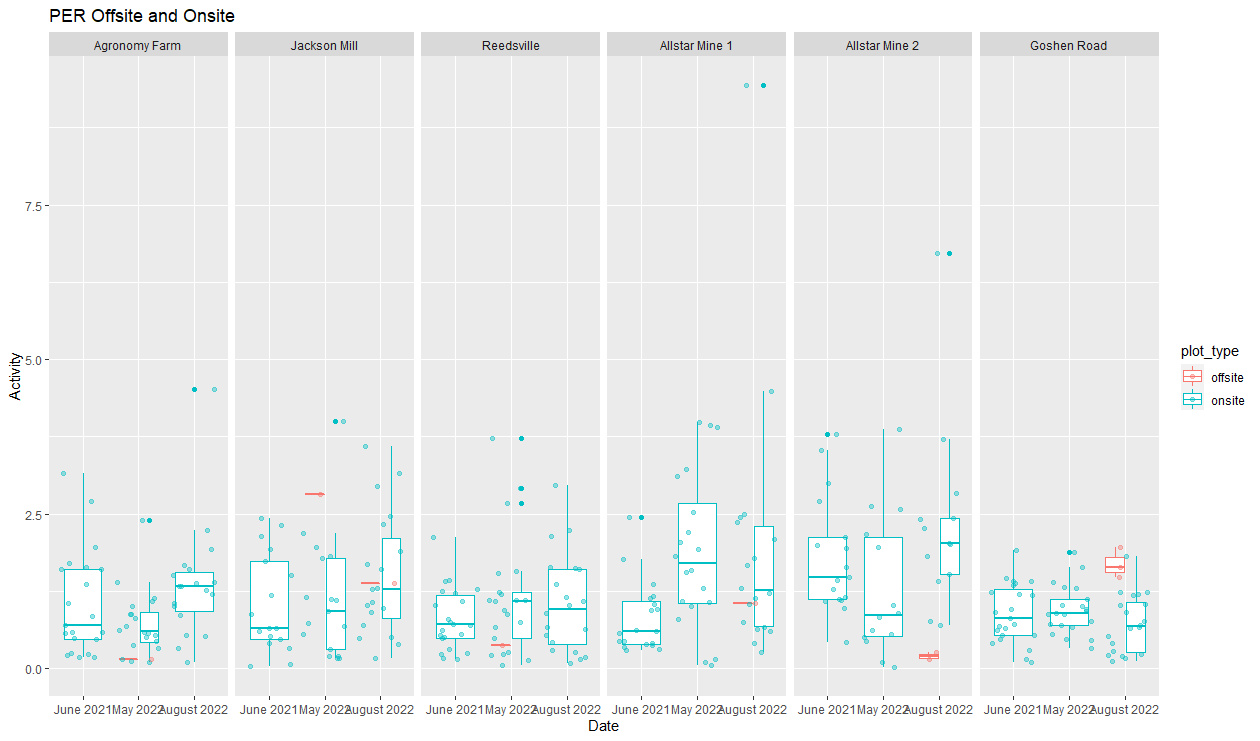 PER Offsite and Onsite
Agronomy Farm
Jackson Mill
Reedsville
Allstar Mine 1
Allstar Mine 2
Goshen Road
7.5
5.0
2.5
0.0
Activity
June 2021 May 2022 August 2022
June 2021 May 2022 August 2022
June 2021 May 2022 August 2022
June 2021 May 2022 August 2022
June 2021 May 2022 August 2022
June 2021 May 2022 August 2022
Date
plot_type
offsite
onsite